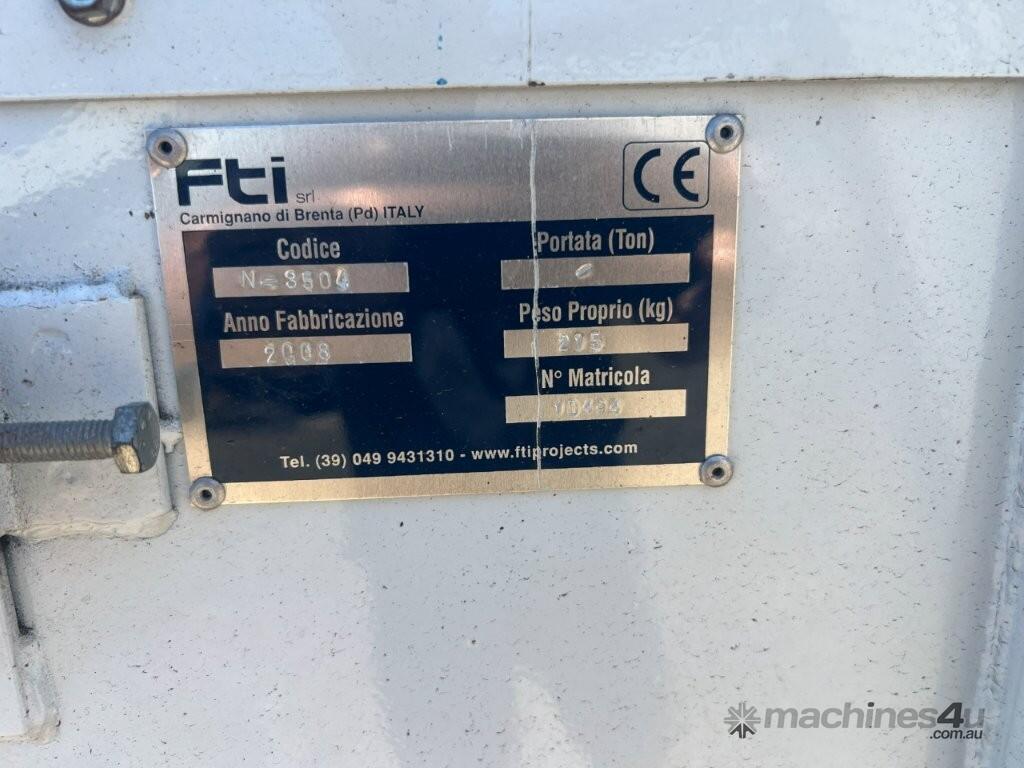 Fti srl
CE
Carmignano di Brenta (Pd) ITALY
Codice
Portata (Ton)
Anno Fabbricazione
2008
Peso Proprio (kg)
N° Matricola
Tel. (39) 049 9431310 - www.ftiprojects.com
machines4u
.com.au